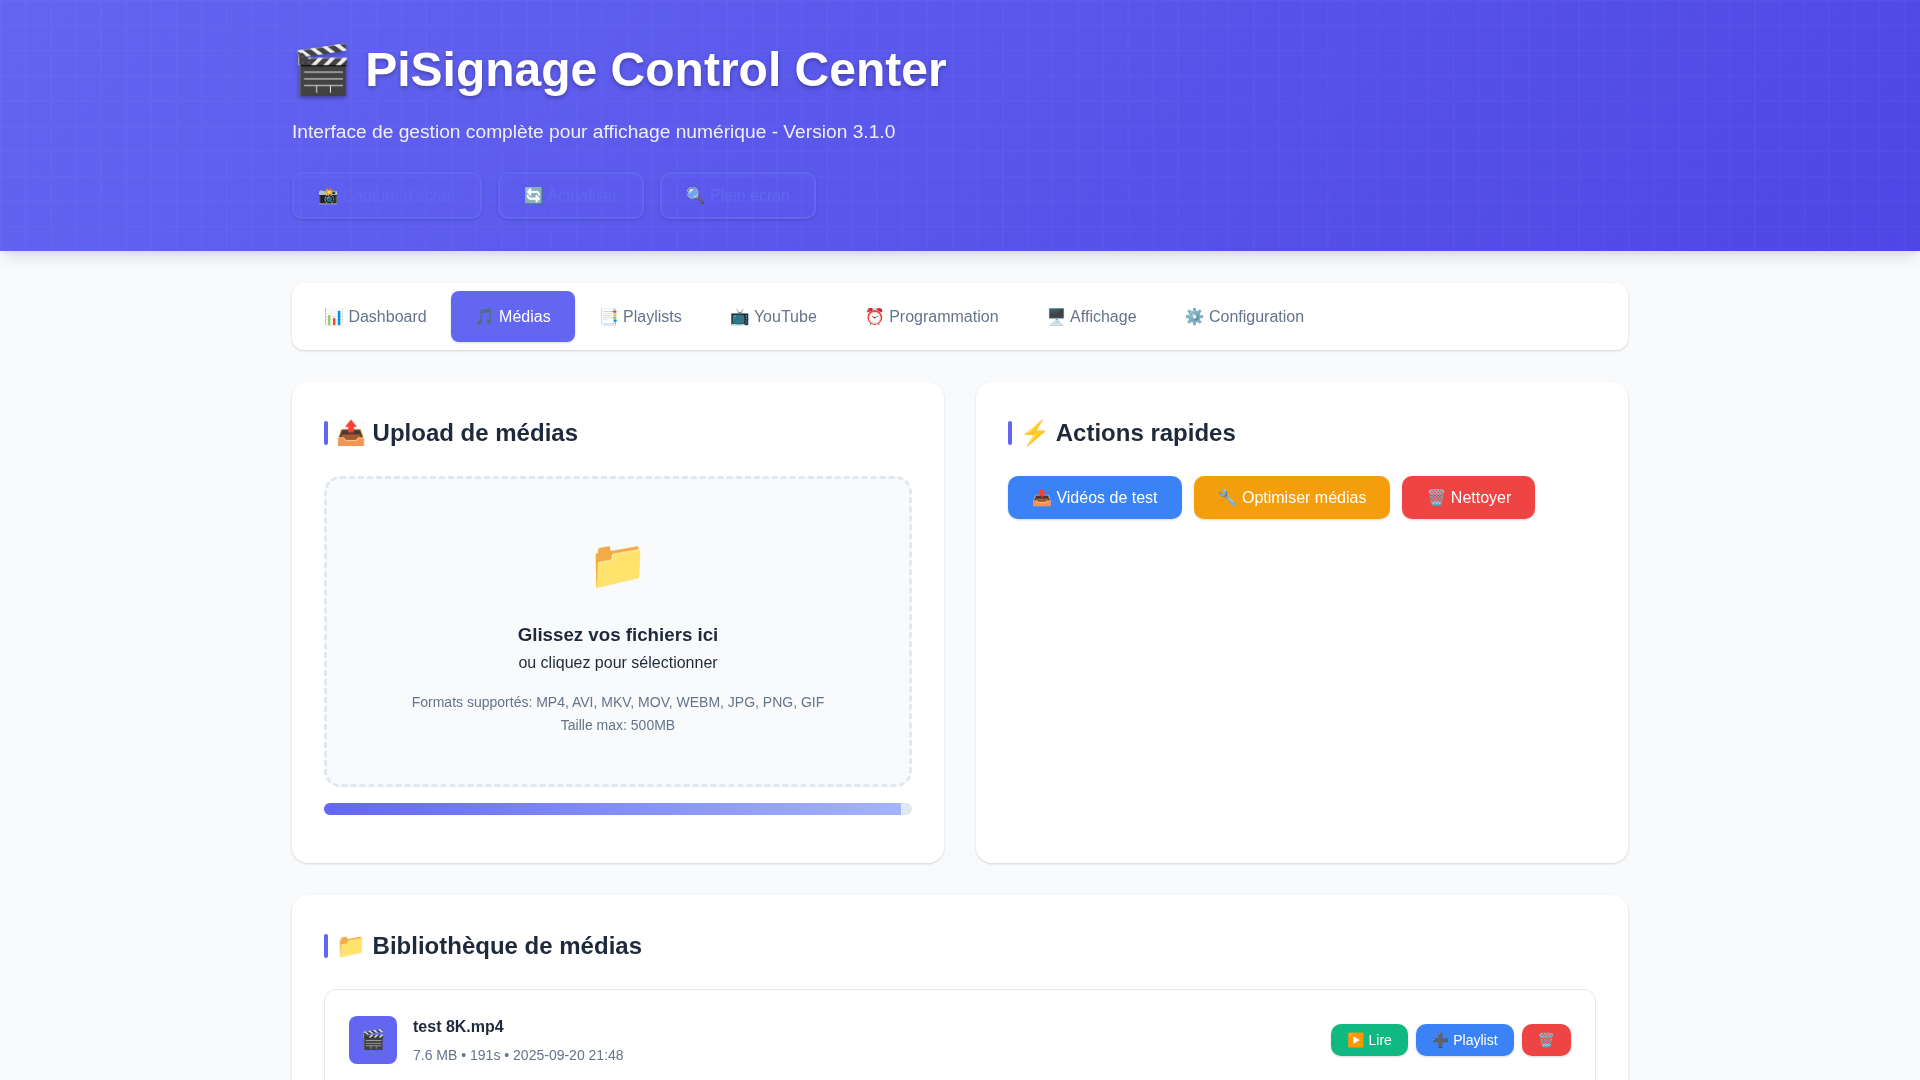 🎬 PiSignage Control Center
Interface de gestion complète pour affichage numérique - Version 3.1.0
📸 Capture d'écran 🔄 Actualiser 🔍 Plein écran
📊 Dashboard 🎵 Médias 📑 Playlists 📺 YouTube ⏰ Programmation 🖥️ Affichage ⚙️ Configuration
📤 Upload de médias
📁
Glissez vos fichiers ici
ou cliquez pour sélectionner
Formats supportés: MP4, AVI, MKV, MOV, WEBM, JPG, PNG, GIF
Taille max: 500MB
⚡ Actions rapides
📥 Vidéos de test 🔧 Optimiser médias 🗑️ Nettoyer
📁 Bibliothèque de médias
🎬 test 8K.mp4
7.6 MB • 191s • 2025-09-20 21:48
▶️ Lire ➕ Playlist 🗑️